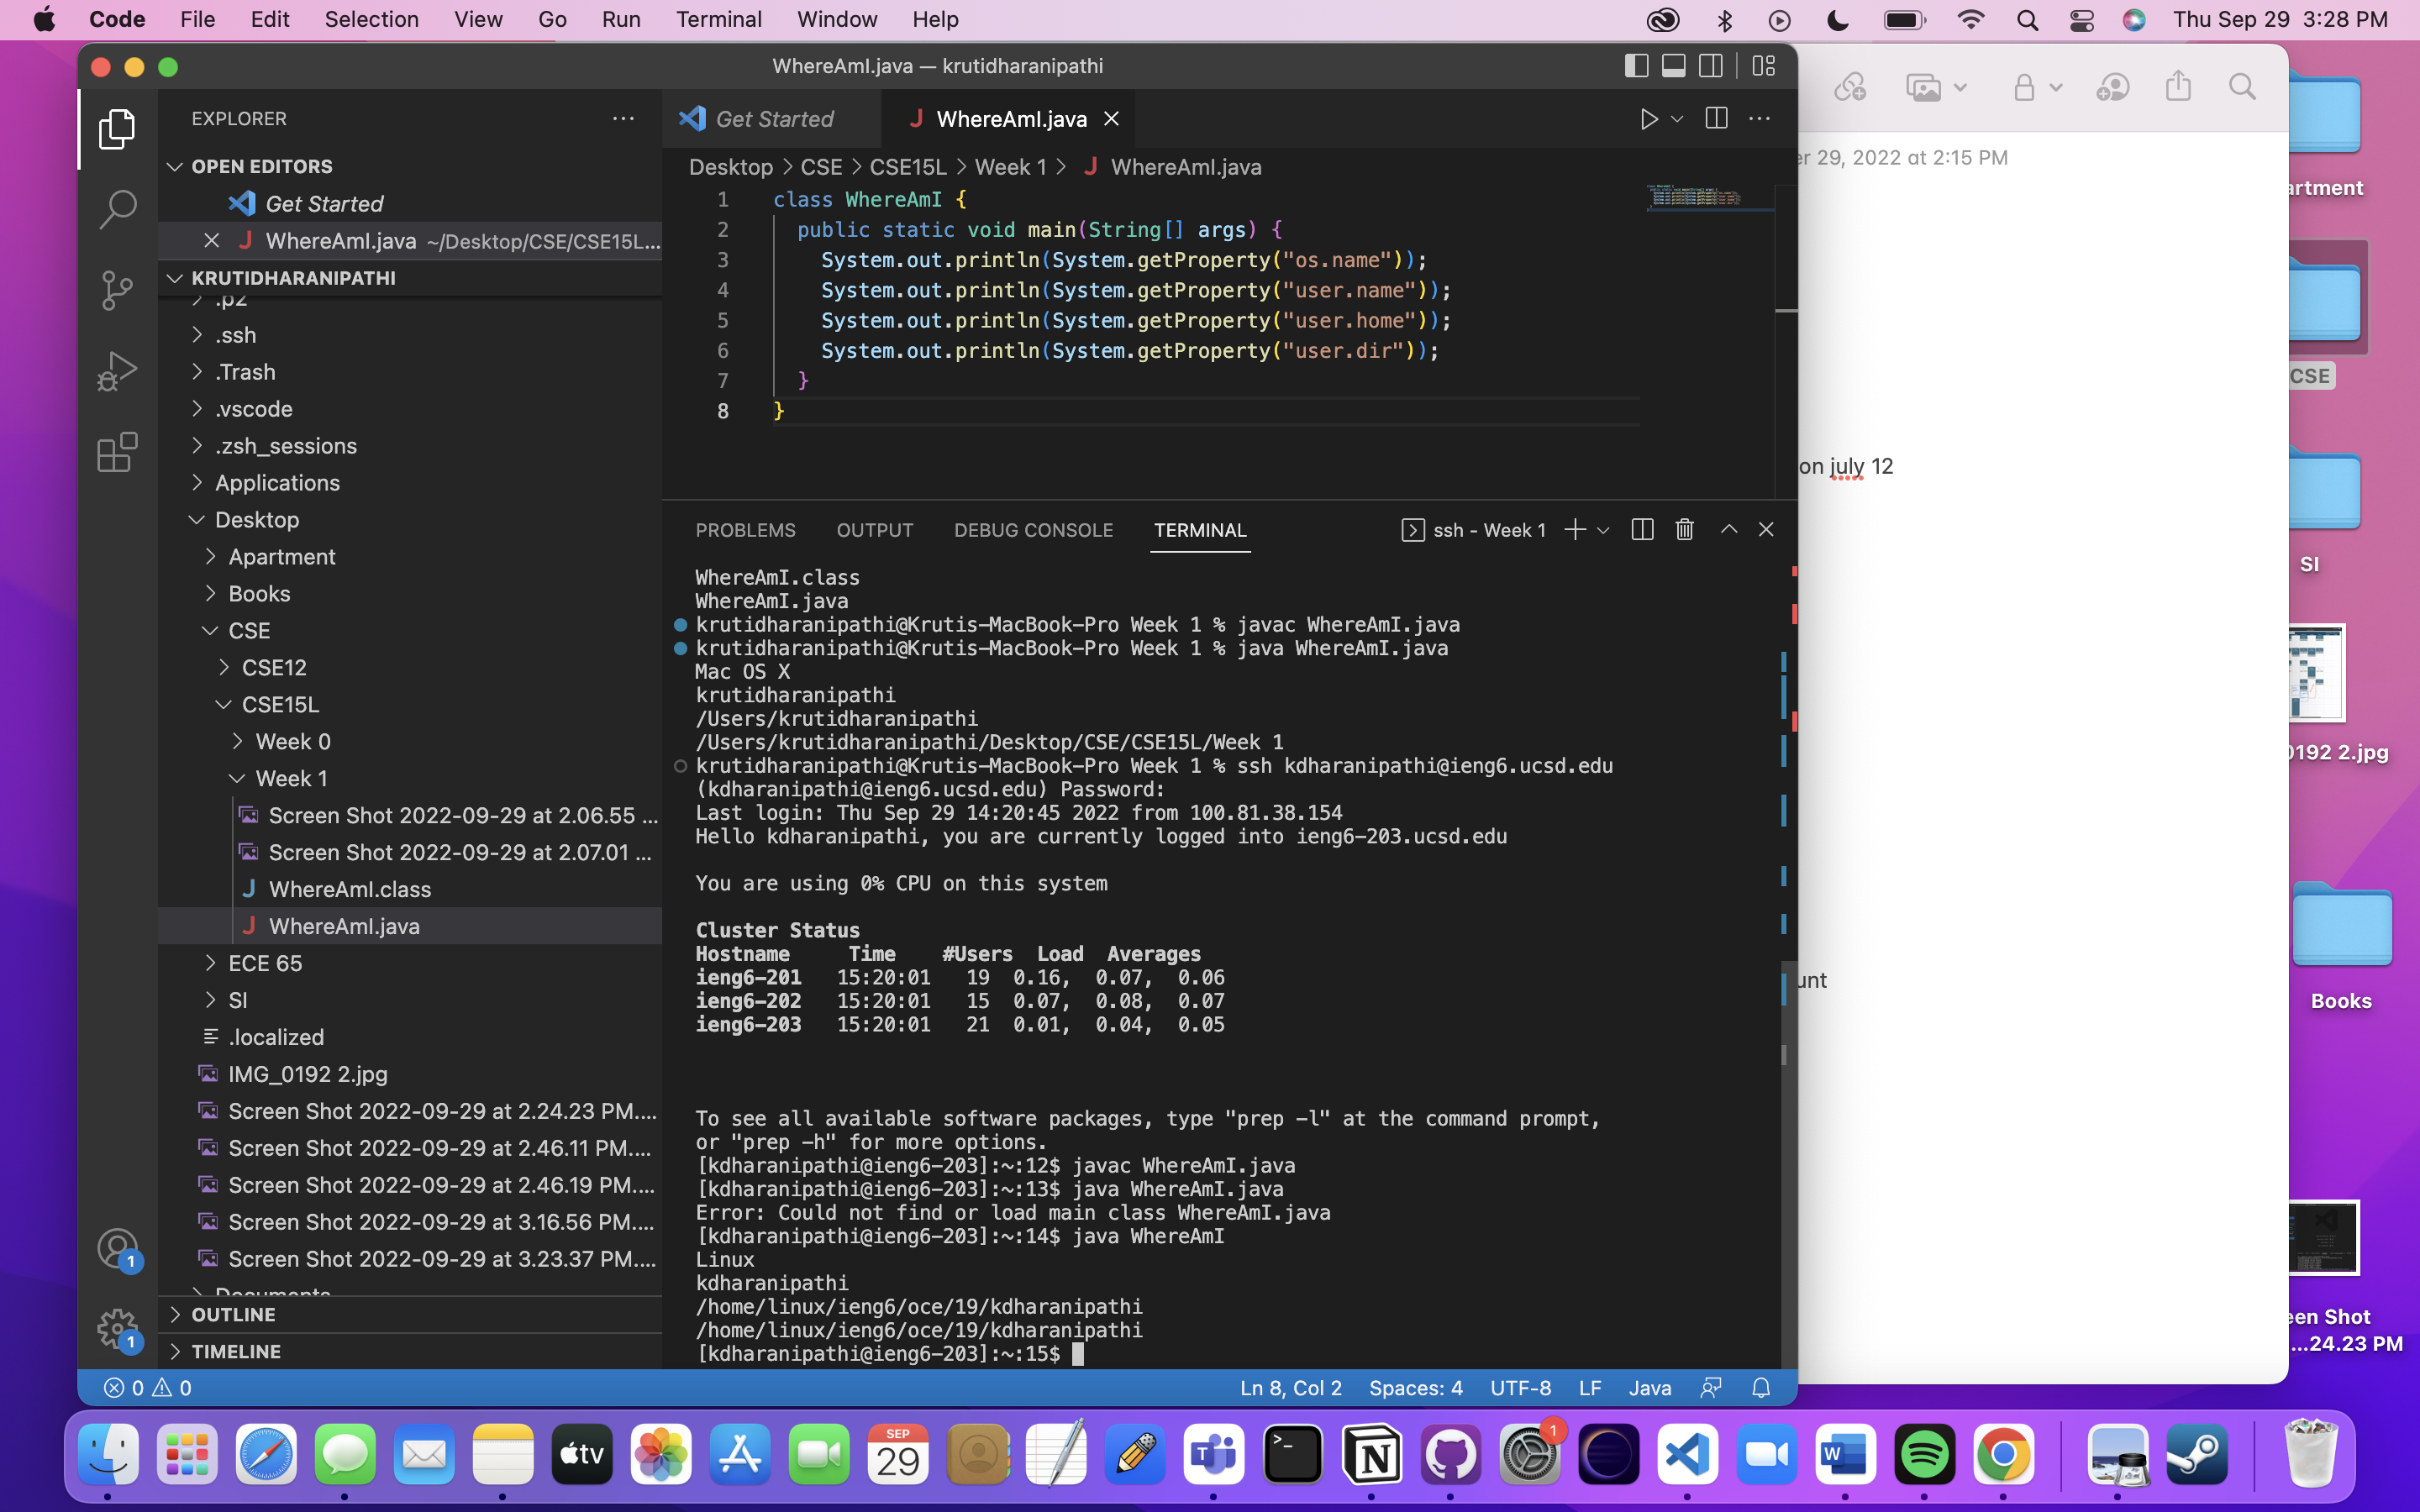 Code File Edit Selection View Go Run Terminal Window Help Thu Sep 29 3:28 PM
WhereAmI.java — krutidharanipathi
EXPLORER
OPEN EDITORS
Get Started
WhereAmI.java ~/Desktop/CSE/CSE15L...
KRUTIDHARANIPATHI
.p2
.ssh
.Trash
.vscode
.zsh_sessions
Applications
Desktop
Apartment
Books
CSE
CSE12
CSE15L
Week 0
Week 1
Screen Shot 2022-09-29 at 2.06.55 ...
Screen Shot 2022-09-29 at 2.07.01 ...
WhereAmI.class
WhereAmI.java
ECE 65
SI
.localized
IMG_0192 2.jpg
Screen Shot 2022-09-29 at 2.24.23 PM....
Screen Shot 2022-09-29 at 2.46.11 PM....
Screen Shot 2022-09-29 at 2.46.19 PM....
Screen Shot 2022-09-29 at 3.16.56 PM....
Screen Shot 2022-09-29 at 3.23.37 PM....
Documents
OUTLINE
TIMELINE
1
1
Get Started WhereAmI.java
Desktop > CSE > CSE15L > Week 1 > J WhereAmI.java
1 class WhereAmI {
2 public static void main(String[] args) {
3 System.out.println(System.getProperty("os.name"));
4 System.out.println(System.getProperty("user.name"));
5 System.out.println(System.getProperty("user.home"));
6 System.out.println(System.getProperty("user.dir"));
7 }
8 }
PROBLEMS OUTPUT DEBUG CONSOLE TERMINAL ssh - Week 1
WhereAmI.class
WhereAmI.java
krutidharanipathi@Krutis-MacBook-Pro Week 1 % javac WhereAmI.java
krutidharanipathi@Krutis-MacBook-Pro Week 1 % java WhereAmI.java
Mac OS X
krutidharanipathi
/Users/krutidharanipathi
/Users/krutidharanipathi/Desktop/CSE/CSE15L/Week 1
krutidharanipathi@Krutis-MacBook-Pro Week 1 % ssh kdharanipathi@ieng6.ucsd.edu
(kdharanipathi@ieng6.ucsd.edu) Password:
Last login: Thu Sep 29 14:20:45 2022 from 100.81.38.154
Hello kdharanipathi, you are currently logged into ieng6-203.ucsd.edu
You are using 0% CPU on this system
Cluster Status
Hostname Time #Users Load Averages
ieng6-201 15:20:01 19 0.16, 0.07, 0.06
ieng6-202 15:20:01 15 0.07, 0.08, 0.07
ieng6-203 15:20:01 21 0.01, 0.04, 0.05
To see all available software packages, type "prep -l" at the command prompt,
or "prep -h" for more options.
[kdharanipathi@ieng6-203]:~:12$ javac WhereAmI.java
[kdharanipathi@ieng6-203]:~:13$ java WhereAmI.java
Error: Could not find or load main class WhereAmI.java
[kdharanipathi@ieng6-203]:~:14$ java WhereAmI
Linux
kdharanipathi
/home/linux/ieng6/oce/19/kdharanipathi
/home/linux/ieng6/oce/19/kdharanipathi
[kdharanipathi@ieng6-203]:~:15$
0 0 Ln 8, Col 2 Spaces: 4 UTF-8 LF Java
er 29, 2022 at 2:15 PM
on july 12
unt
artment
CSE
SI
0192 2.jpg
Books
een Shot
...24.23 PM
tv
SEP
29
T
>_
N
1
W